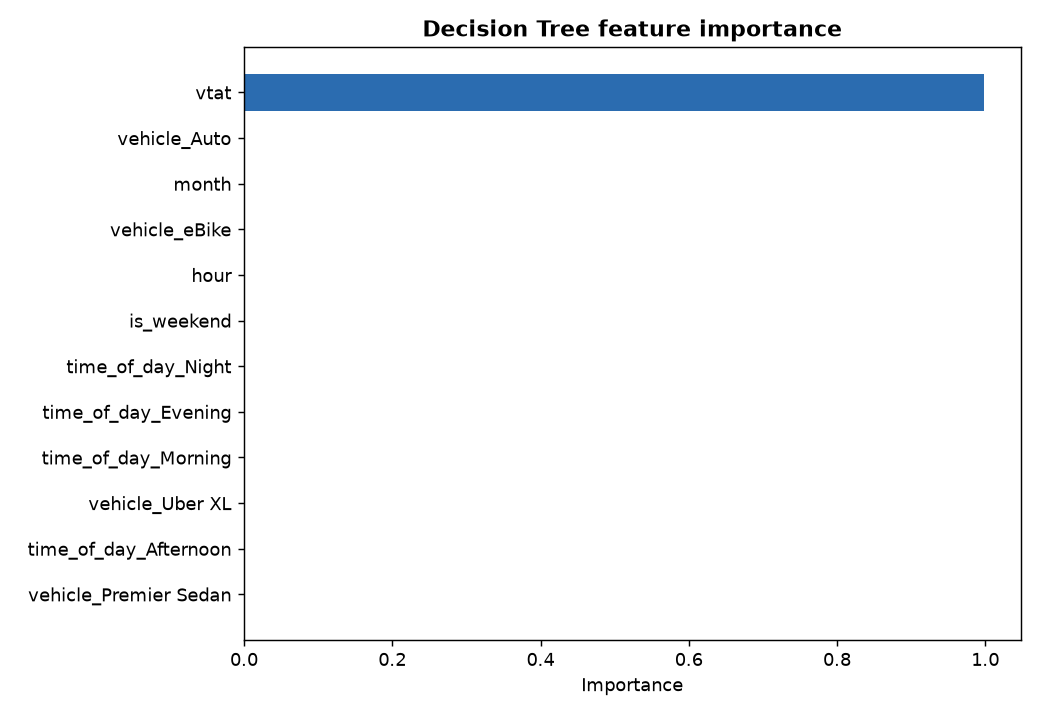 Decision Tree feature importance
vtat
vehicle_Auto
month
vehicle_eBike
hour
is_weekend
time_of_day_Night
time_of_day_Evening
time_of_day_Morning
vehicle_Uber XL
time_of_day_Afternoon
vehicle_Premier Sedan
0.0 0.2 0.4 0.6 0.8 1.0
Importance